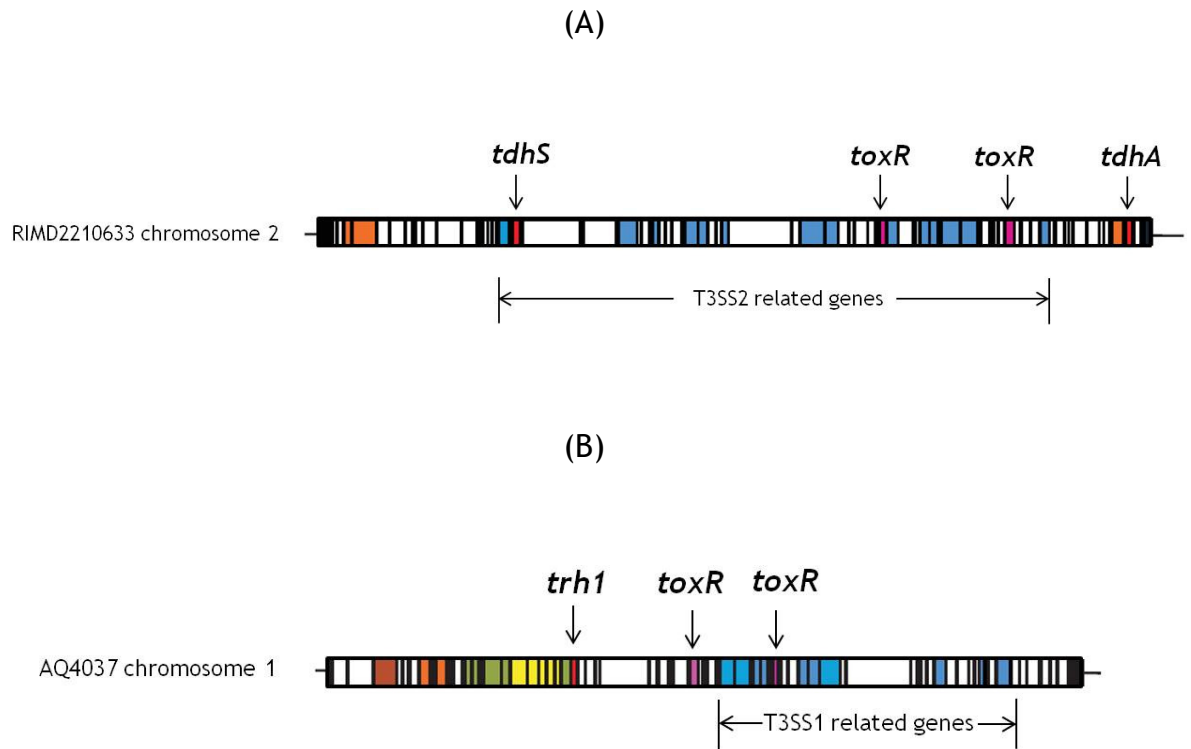 (A)
tdhS toxR toxR tdhA
RIMD2210633 chromosome 2
T3SS2 related genes
(B)
trh1 toxR toxR
AQ4037 chromosome 1
T3SS1 related genes